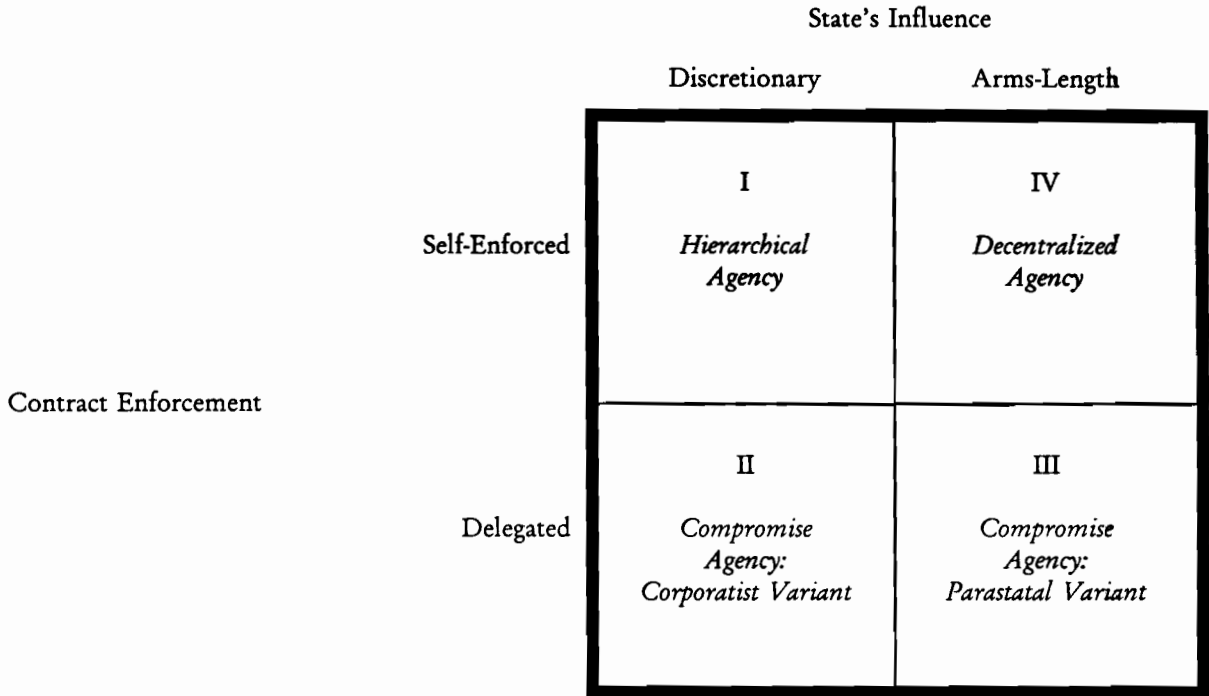 State's Influence
Discretionary Arms-Length
I IV
Self-Enforced Hierarchical Decentralized
Agency Agency
Contract Enforcement
II III
Delegated Compromise Compromise
Agency: Agency:
Corporatist Variant Parastatal Variant